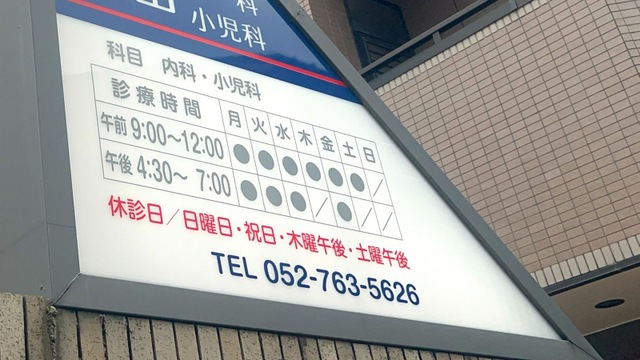 科
小児科
科目 内科・小児科
診療時間 月 火 水 木 金 土 日
午前 9:00～12:00 ● ● ● ● ● ● ／
午後 4:30～ 7:00 ● ● ● ／ ● ／ ／
休診日／日曜日・祝日・木曜午後・土曜午後
TEL 052-763-5626